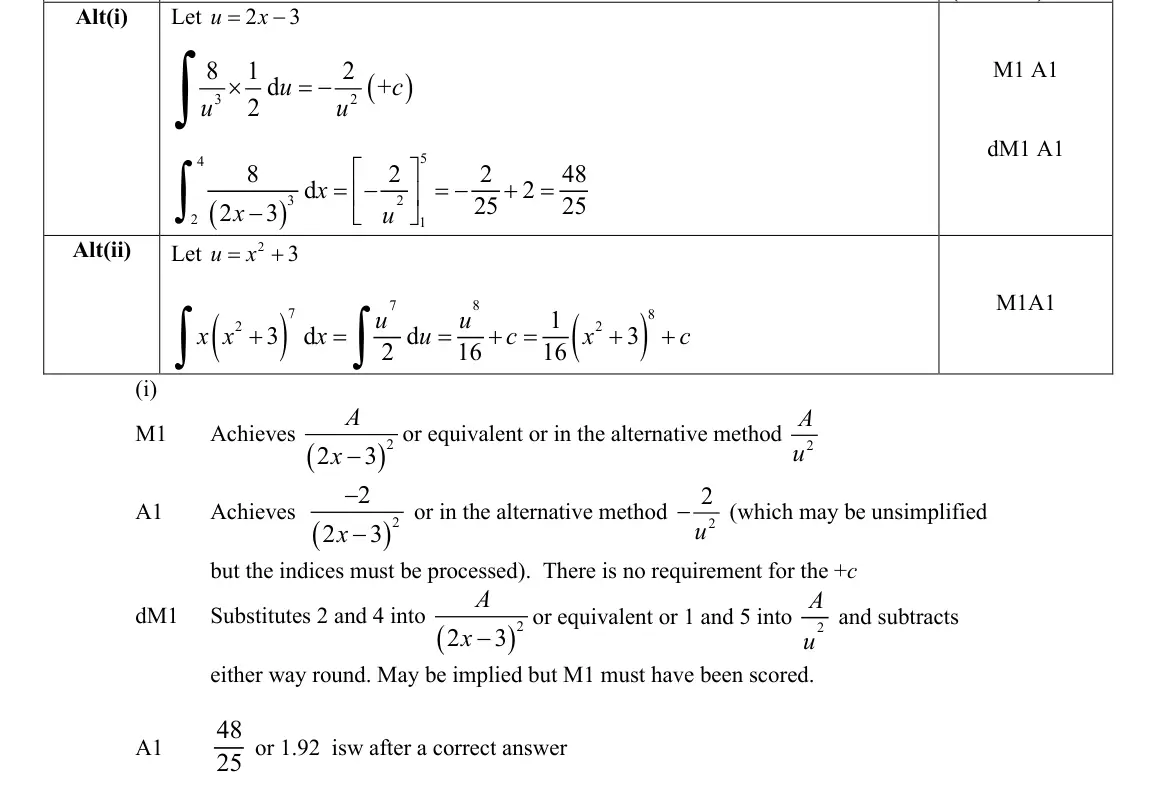 Alt(i) Let u = 2x − 3
∫ 8/u³ × 1/2 du = −2/u² (+c) M1 A1
∫₂⁴ 8/(2x−3)³ dx = [−2/u²]₁⁵ = −2/25 + 2 = 48/25 dM1 A1
Alt(ii) Let u = x² + 3
∫ x(x² + 3)⁷ dx = ∫ u⁷/2 du = u⁸/16 + c = 1/16 (x² + 3)⁸ + c M1A1
(i)
M1 Achieves A/(2x−3)² or equivalent or in the alternative method A/u²
A1 Achieves −2/(2x−3)² or in the alternative method −2/u² (which may be unsimplified
but the indices must be processed). There is no requirement for the +c
dM1 Substitutes 2 and 4 into A/(2x−3)² or equivalent or 1 and 5 into A/u² and subtracts
either way round. May be implied but M1 must have been scored.
A1 48/25 or 1.92 isw after a correct answer